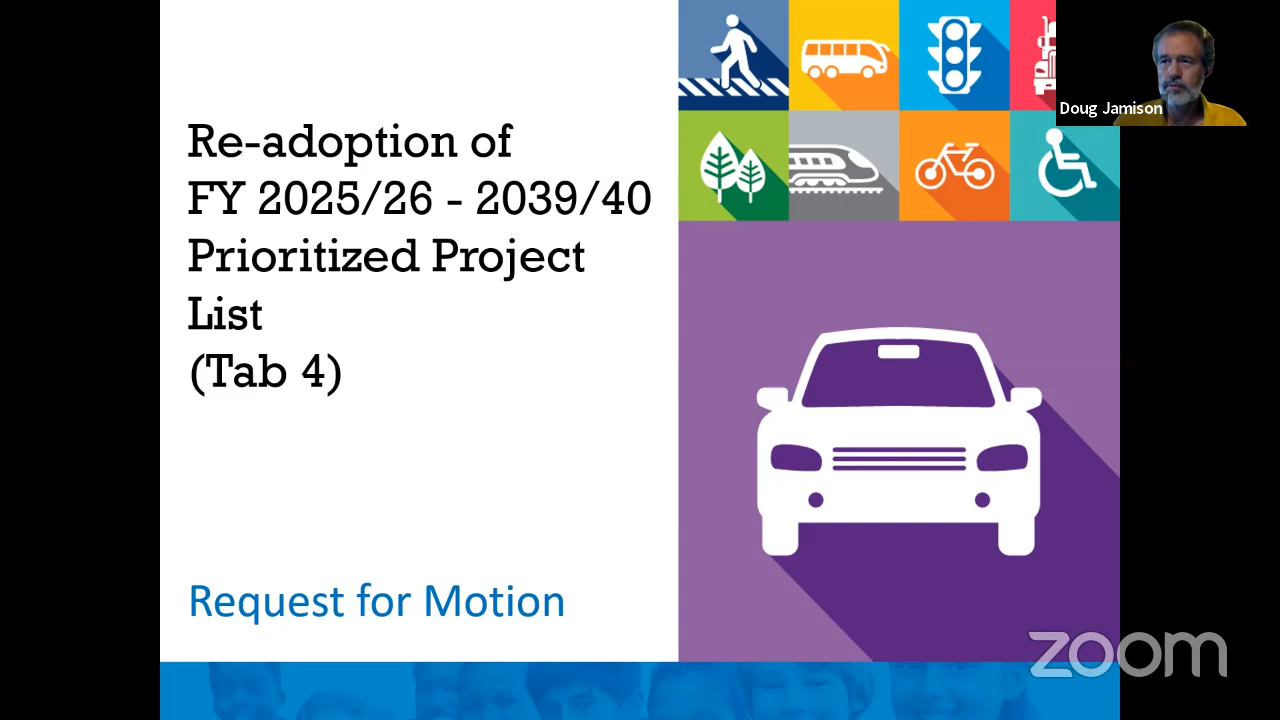 Re-adoption of
FY 2025/26 - 2039/40
Prioritized Project
List
(Tab 4)
Request for Motion
Doug Jamison
zoom